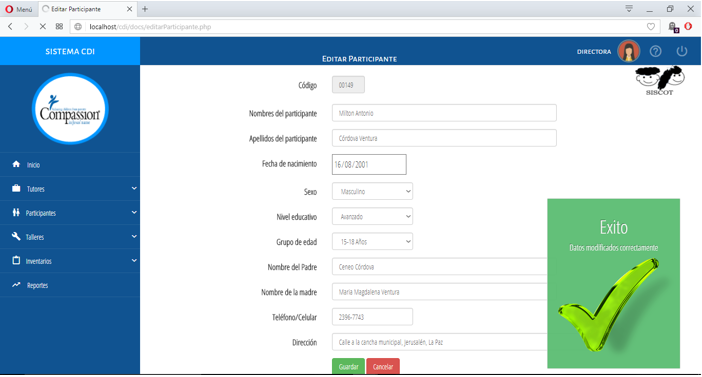 Menú
Editar Participante
localhost/cdi/docs/editarParticipante.php
SISTEMA CDI
EDITAR PARTICIPANTE
DIRECTORA
SISCOT
Compassion
Inicio
Tutores
Participantes
Talleres
Inventarios
Reportes
Código
00149
Nombres del participante
Milton Antonio
Apellidos del participante
Córdova Ventura
Fecha de nacimiento
16/08/2001
Sexo
Masculino
Nivel educativo
Avanzado
Grupo de edad
15-18 Años
Nombre del Padre
Ceneo Córdova
Nombre de la madre
María Magdalena Ventura
Teléfono/Celular
2396-7743
Dirección
Calle a la cancha municipal, jerusalén, La Paz
Guardar
Cancelar
Exito
Datos modificados correctamente